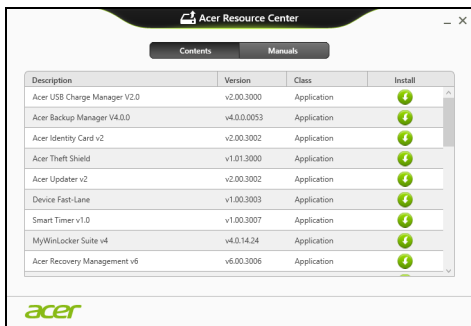 Acer Resource Center
Contents Manuals
Description Version Class Install
Acer USB Charge Manager V2.0 v2.00.3000 Application
Acer Backup Manager V4.0.0 v4.0.0.0053 Application
Acer Identity Card v2 v2.00.3002 Application
Acer Theft Shield v1.01.3000 Application
Acer Updater v2 v2.00.3002 Application
Device Fast-Lane v1.00.3003 Application
Smart Timer v1.0 v1.00.3007 Application
MyWinLocker Suite v4 v4.0.14.24 Application
Acer Recovery Management v6 v6.00.3006 Application
acer